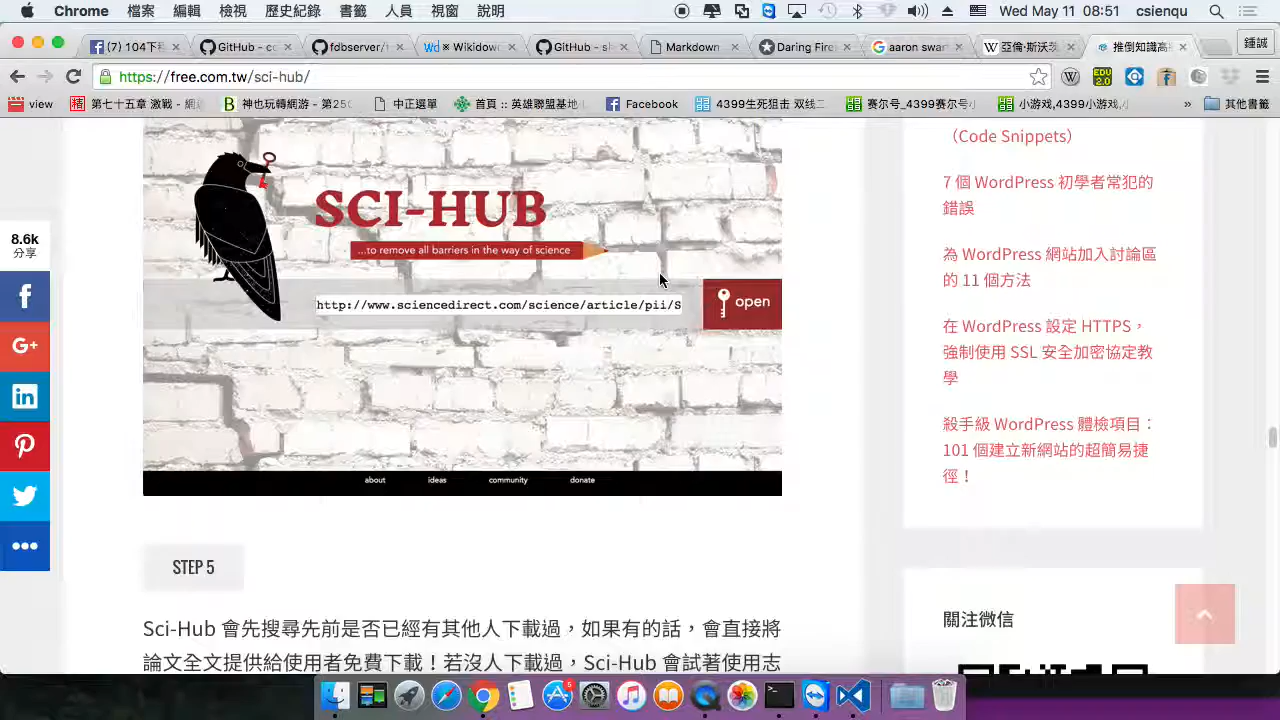 Chrome 檔案 編輯 檢視 歷史紀錄 書籤 人員 視窗 說明 Wed May 11 08:51 csienqu
(7) 104下 GitHub - co fdbserver/ Wd × Wikidow GitHub - sl Markdown Daring Fire aaron swar 亞倫·斯沃茨 推倒知識高 鍾誠
https://free.com.tw/sci-hub/
view 第七十五章 激戰 - 網 神也玩轉網游 - 第250 中正選單 首頁 :: 英雄聯盟基地 Facebook 4399生死狙击 双线二 赛尔号_4399赛尔号 小游戏,4399小游戏, » 其他書籤
8.6k
分享
SCI-HUB
...to remove all barriers in the way of science
http://www.sciencedirect.com/science/article/pii/S
open
about ideas community donate
STEP 5
Sci-Hub 會先搜尋先前是否已經有其他人下載過，如果有的話，會直接將
論文全文提供給使用者免費下載！若沒人下載過，Sci-Hub 會試著使用志
（Code Snippets）
7 個 WordPress 初學者常犯的
錯誤
為 WordPress 網站加入討論區
的 11 個方法
在 WordPress 設定 HTTPS，
強制使用 SSL 安全加密協定教
學
殺手級 WordPress 體檢項目：
101 個建立新網站的超簡易捷
徑！
關注微信